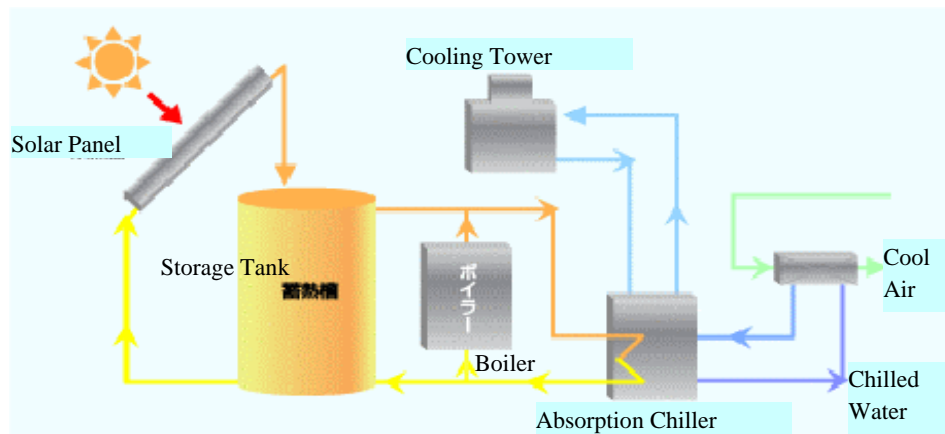 Cooling Tower
Solar Panel
Storage Tank
蓄熱槽
ボイラー
Boiler
Cool
Air
Absorption Chiller
Chilled
Water